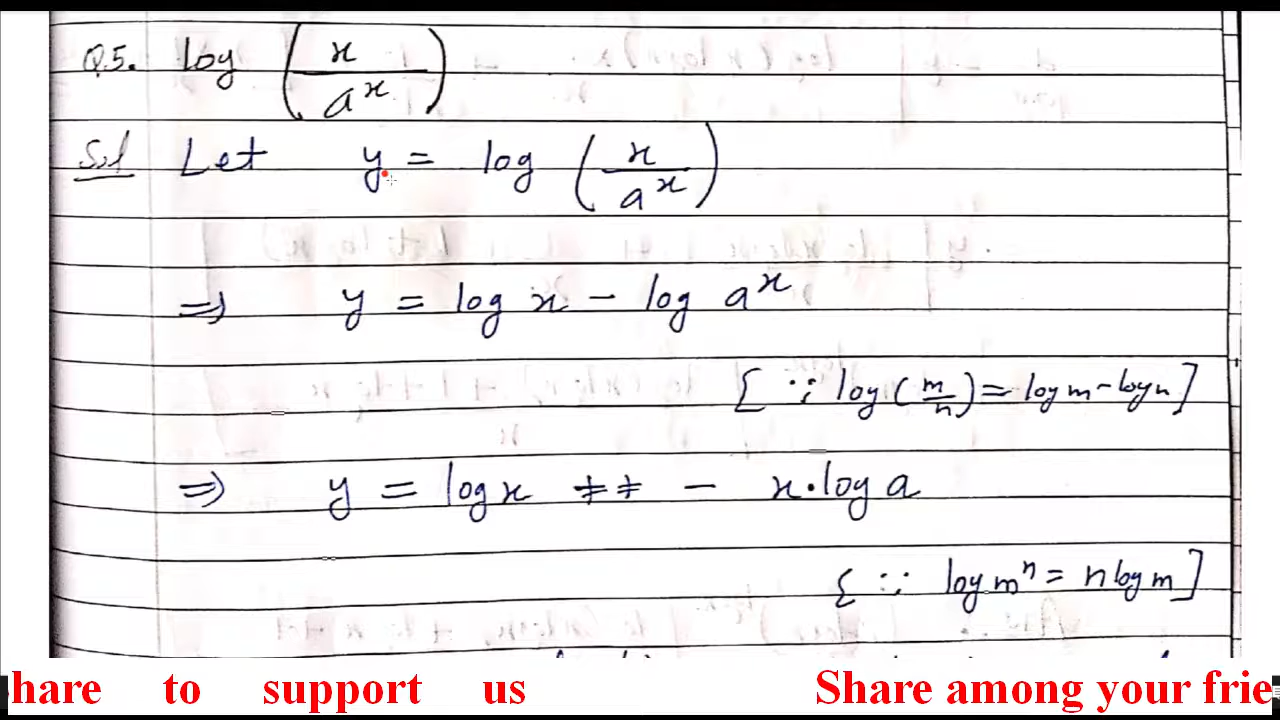 Q5. log (x / a^x)
Sol Let y = log (x / a^x)
⇒ y = log x - log a^x
[ ∵ log(m/n) = log m - log n ]
⇒ y = log x - x·log a
{ ∵ log m^n = n log m ]
hare to support us Share among your frie